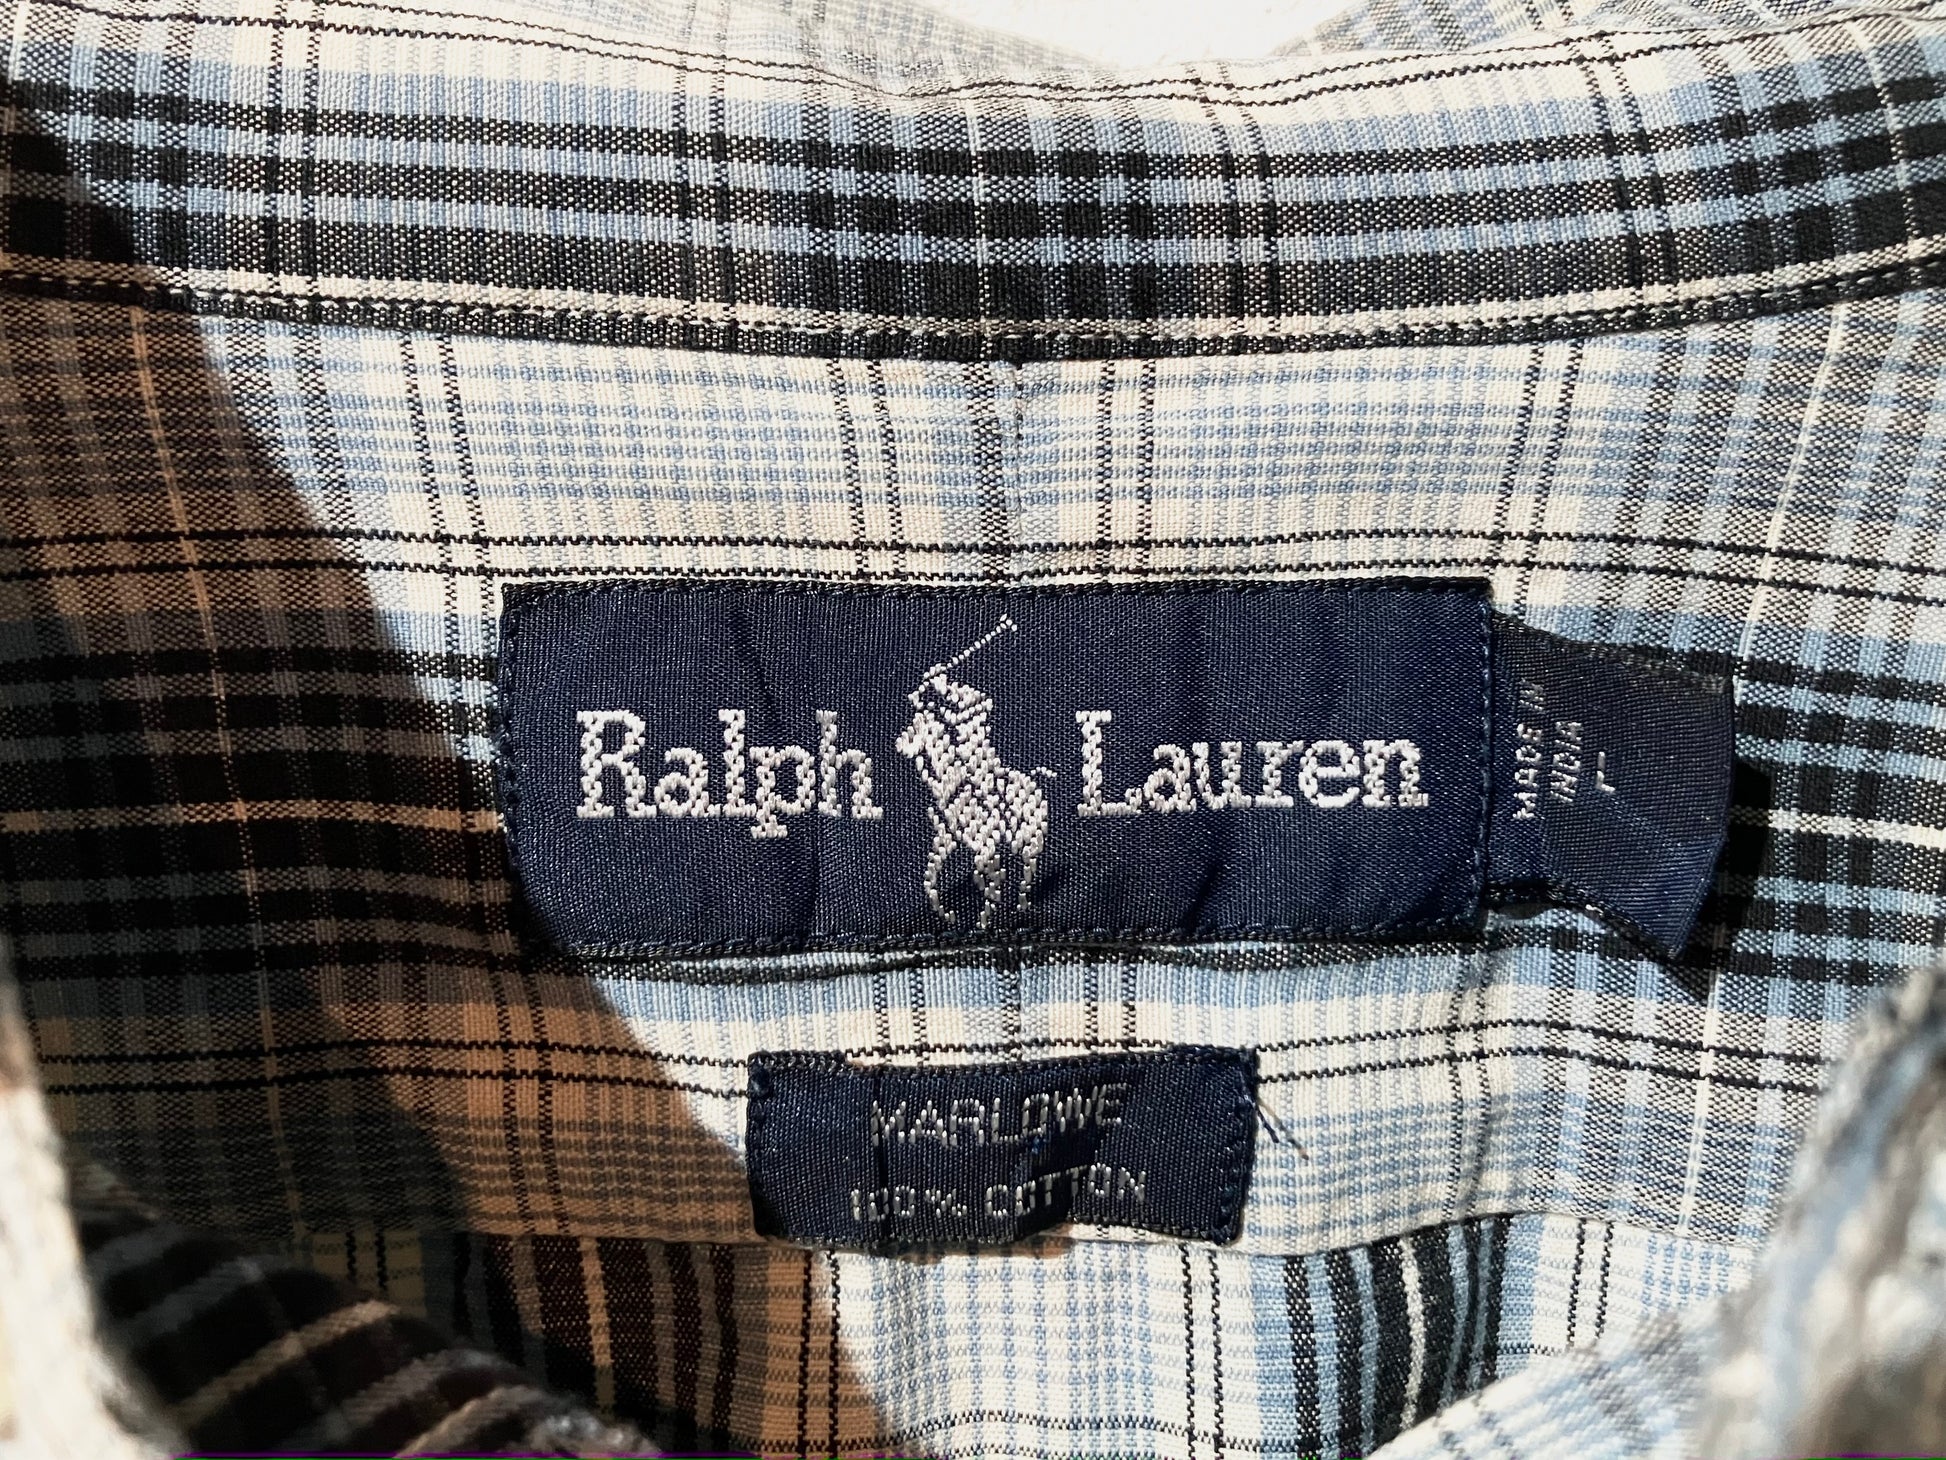 Ralph Lauren
MADE IN
INDIA
L
MARLOWE
100% COTTON